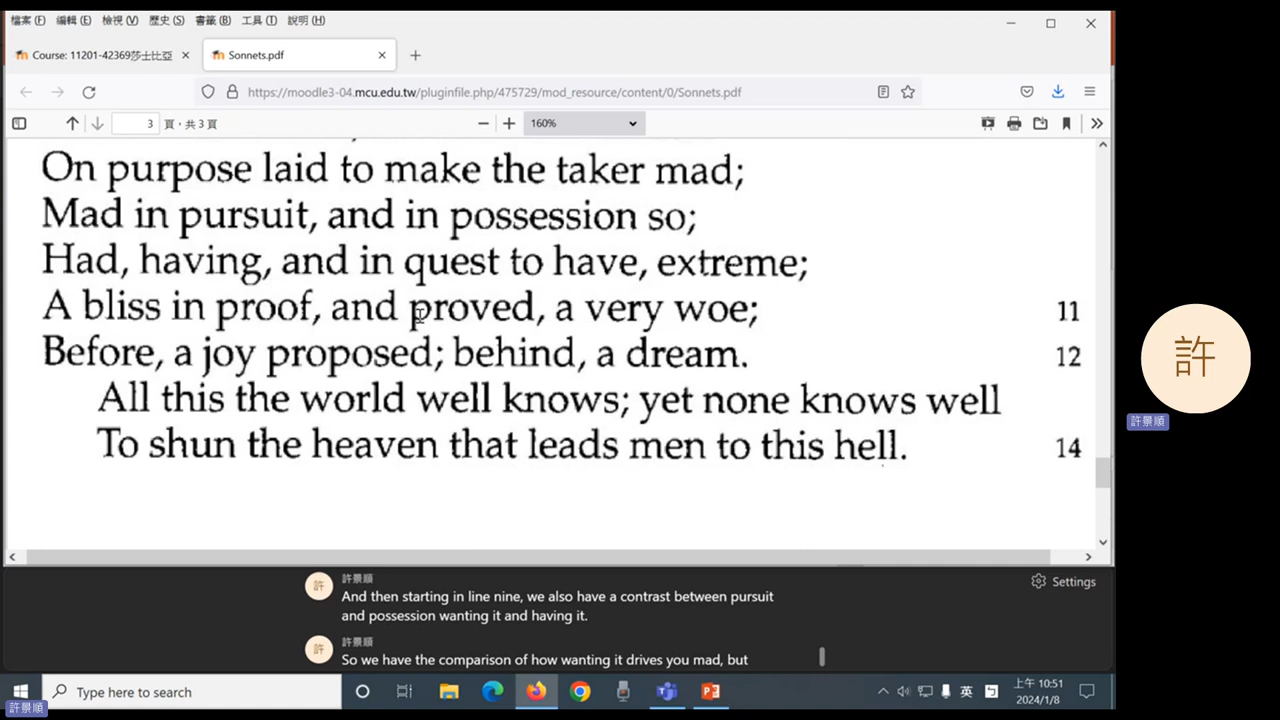 檔案(F) 編輯(E) 檢視(V) 歷史(S) 書籤(B) 工具(T) 說明(H)
Course: 11201-42369莎士比亞
Sonnets.pdf
https://moodle3-04.mcu.edu.tw/pluginfile.php/475729/mod_resource/content/0/Sonnets.pdf
3 頁，共 3 頁 160%
On purpose laid to make the taker mad;
Mad in pursuit, and in possession so;
Had, having, and in quest to have, extreme;
A bliss in proof, and proved, a very woe; 11
Before, a joy proposed; behind, a dream. 12
All this the world well knows; yet none knows well
To shun the heaven that leads men to this hell. 14
許
許景順
許
許景順
And then starting in line nine, we also have a contrast between pursuit
and possession wanting it and having it.
Settings
許
許景順
So we have the comparison of how wanting it drives you mad, but
Type here to search
英
上午 10:51
2024/1/8
許景順